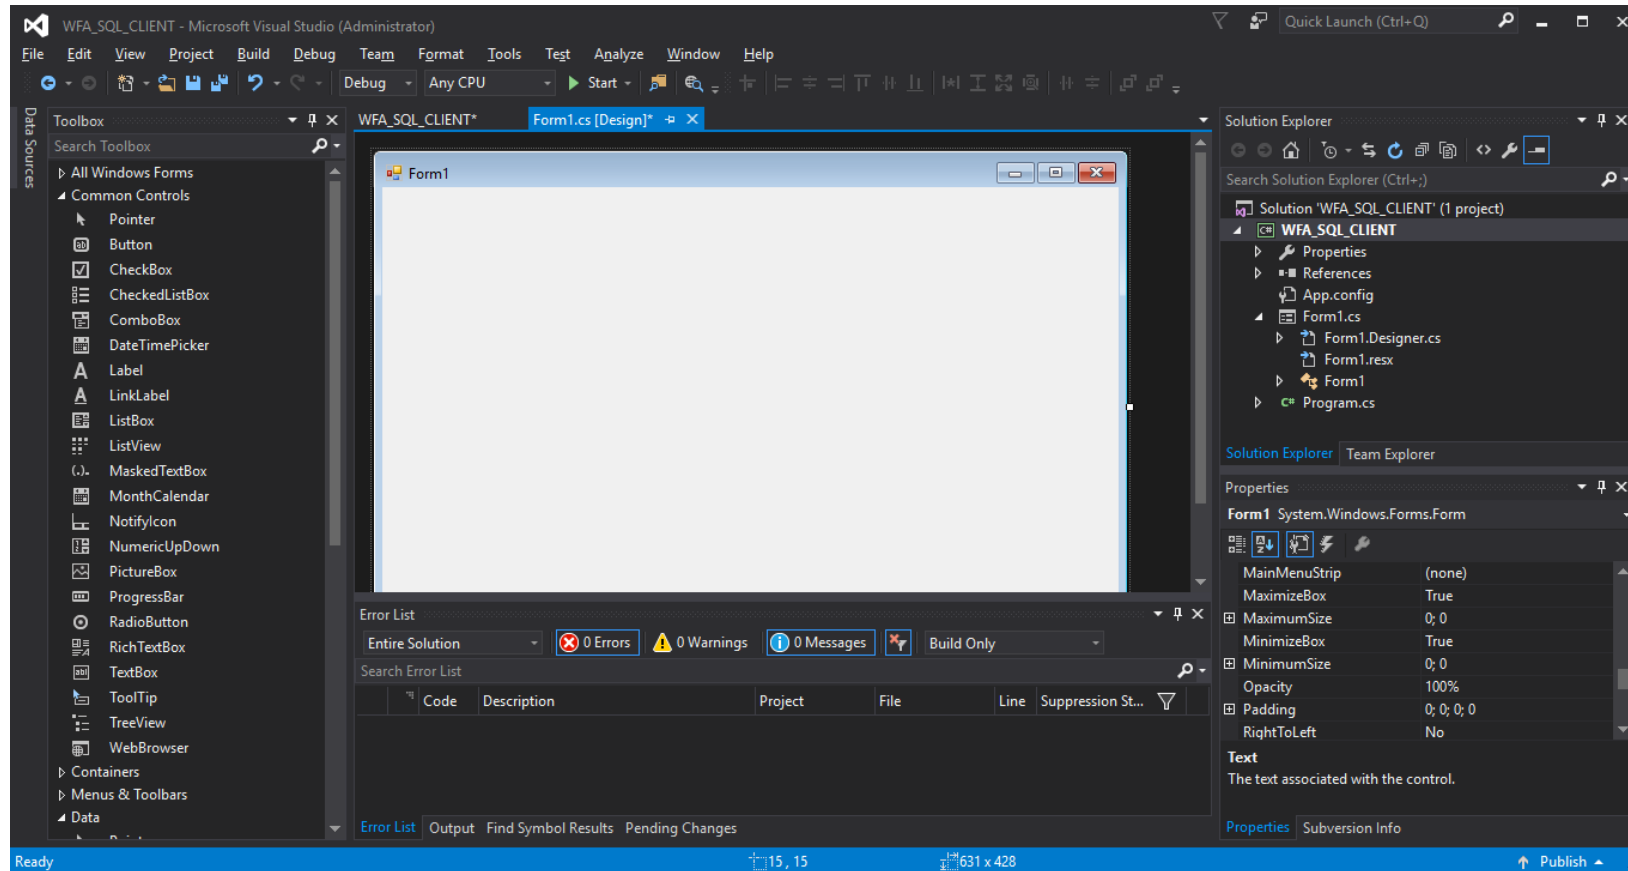 WFA_SQL_CLIENT - Microsoft Visual Studio (Administrator)
Quick Launch (Ctrl+Q)
File Edit View Project Build Debug Team Format Tools Test Analyze Window Help
Debug Any CPU Start
Data Sources
Toolbox
Search Toolbox
All Windows Forms
Common Controls
Pointer
Button
CheckBox
CheckedListBox
ComboBox
DateTimePicker
Label
LinkLabel
ListBox
ListView
MaskedTextBox
MonthCalendar
NotifyIcon
NumericUpDown
PictureBox
ProgressBar
RadioButton
RichTextBox
TextBox
ToolTip
TreeView
WebBrowser
Containers
Menus & Toolbars
Data
WFA_SQL_CLIENT* Form1.cs [Design]*
Form1
Error List
Entire Solution 0 Errors 0 Warnings 0 Messages Build Only
Search Error List
Code Description Project File Line Suppression St...
Error List Output Find Symbol Results Pending Changes
Solution Explorer
Search Solution Explorer (Ctrl+;)
Solution 'WFA_SQL_CLIENT' (1 project)
WFA_SQL_CLIENT
Properties
References
App.config
Form1.cs
Form1.Designer.cs
Form1.resx
Form1
Program.cs
Solution Explorer Team Explorer
Properties
Form1 System.Windows.Forms.Form
MainMenuStrip (none)
MaximizeBox True
MaximumSize 0; 0
MinimizeBox True
MinimumSize 0; 0
Opacity 100%
Padding 0; 0; 0; 0
RightToLeft No
Text
The text associated with the control.
Properties Subversion Info
Ready 15 , 15 631 x 428 Publish